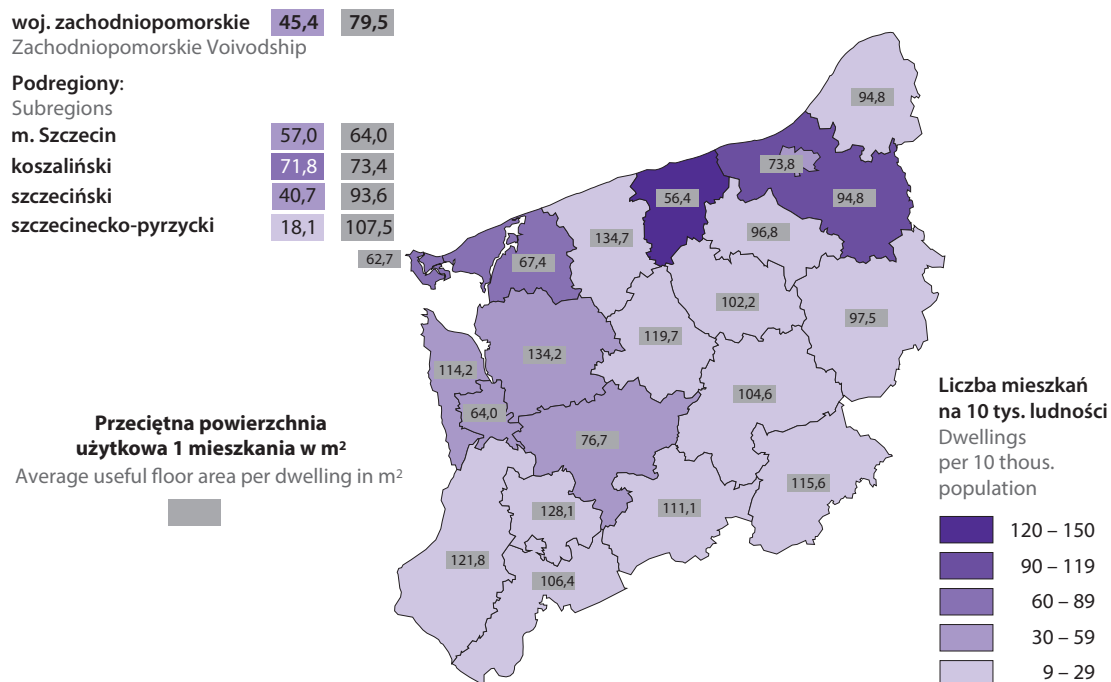 woj. zachodniopomorskie 45,4 79,5
Zachodniopomorskie Voivodship
Podregiony:
Subregions
m. Szczecin 57,0 64,0
koszaliński 71,8 73,4
szczeciński 40,7 93,6
szczecinecko-pyrzycki 18,1 107,5
94,8
73,8
56,4
94,8
96,8
134,7
62,7
67,4
102,2
97,5
119,7
134,2
114,2
104,6
64,0
76,7
115,6
111,1
128,1
121,8
106,4
Przeciętna powierzchnia
użytkowa 1 mieszkania w m²
Average useful floor area per dwelling in m²
Liczba mieszkań
na 10 tys. ludności
Dwellings
per 10 thous.
population
120 – 150
90 – 119
60 – 89
30 – 59
9 – 29